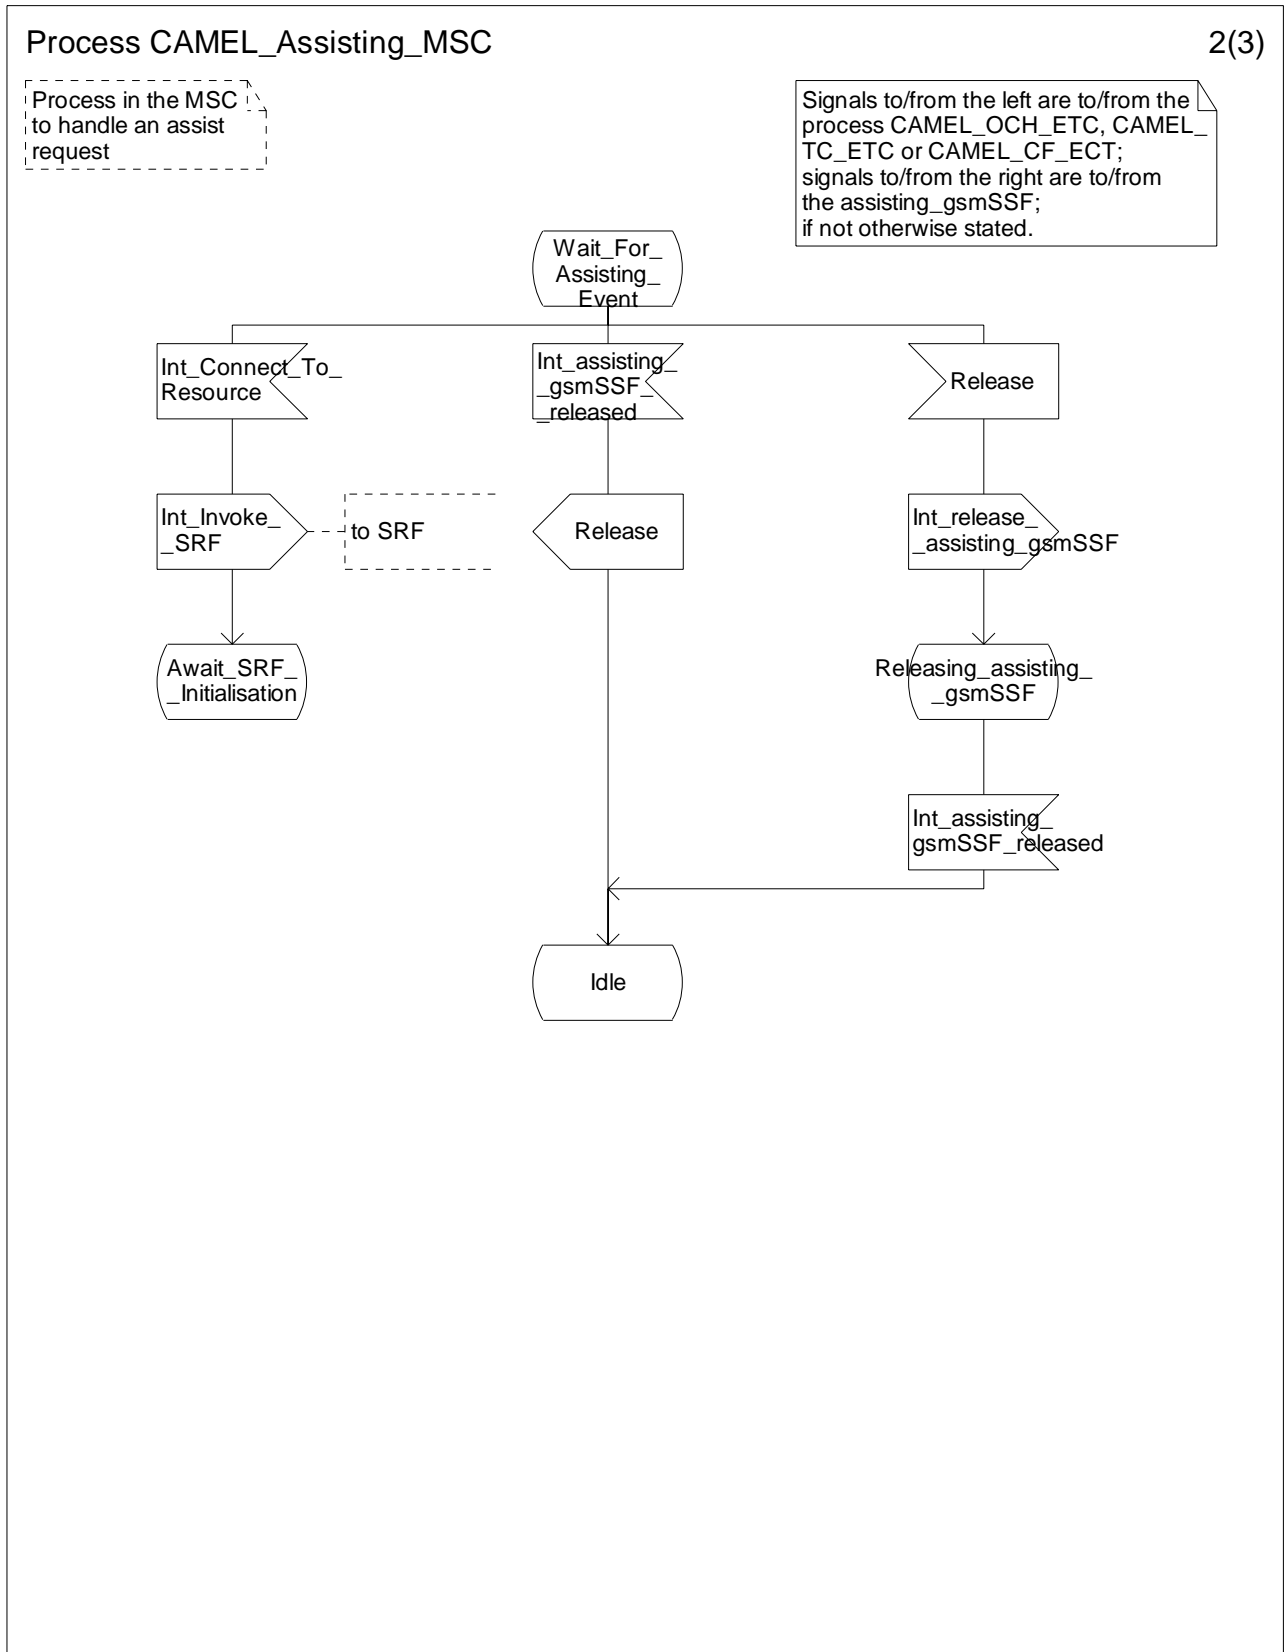 Process CAMEL_Assisting_MSC
2(3)
Process in the MSC
to handle an assist
request
Signals to/from the left are to/from the
process CAMEL_OCH_ETC, CAMEL_
TC_ETC or CAMEL_CF_ECT;
signals to/from the right are to/from
the assisting_gsmSSF;
if not otherwise stated.
Wait_For_
Assisting_
Event
Int_Connect_To_
Resource
Int_assisting_
_gsmSSF_
_released
Release
Int_Invoke_
_SRF
to SRF
Release
Int_release_
_assisting_gsmSSF
Await_SRF_
_Initialisation
Releasing_assisting_
_gsmSSF
Int_assisting_
gsmSSF_released
Idle